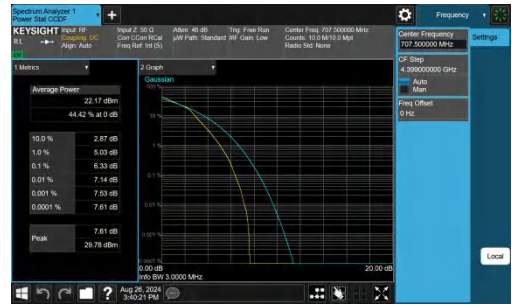 Spectrum Analyzer 1
Power Stat CCDF
Frequency
KEYSIGHT
Input: RF
Coupling: DC
Align: Auto
Input Z: 50 Ω
Corr CCorr RCal
Freq Ref: Int (S)
Atten: 46 dB
µW Path: Standard
Trig: Free Run
#IF Gain: Low
Center Freq: 707.500000 MHz
Counts: 10.0 M/10.0 Mpt
Radio Std: None
Center Frequency
707.500000 MHz
Settings
CF Step
4.399000000 GHz
Auto
Man
Freq Offset
0 Hz
1 Metrics
2 Graph
Average Power
22.17 dBm
44.42 % at 0 dB
10.0 % 2.87 dB
1.0 % 5.03 dB
0.1 % 6.33 dB
0.01 % 7.14 dB
0.001 % 7.53 dB
0.0001 % 7.61 dB
Peak
7.61 dB
29.78 dBm
Gaussian
100 %
10 %
1 %
0.1 %
0.01 %
0.001 %
0.0001 %
0.00 dB
20.00 dB
Info BW 3.0000 MHz
Local
Aug 26, 2024
3:40:21 PM